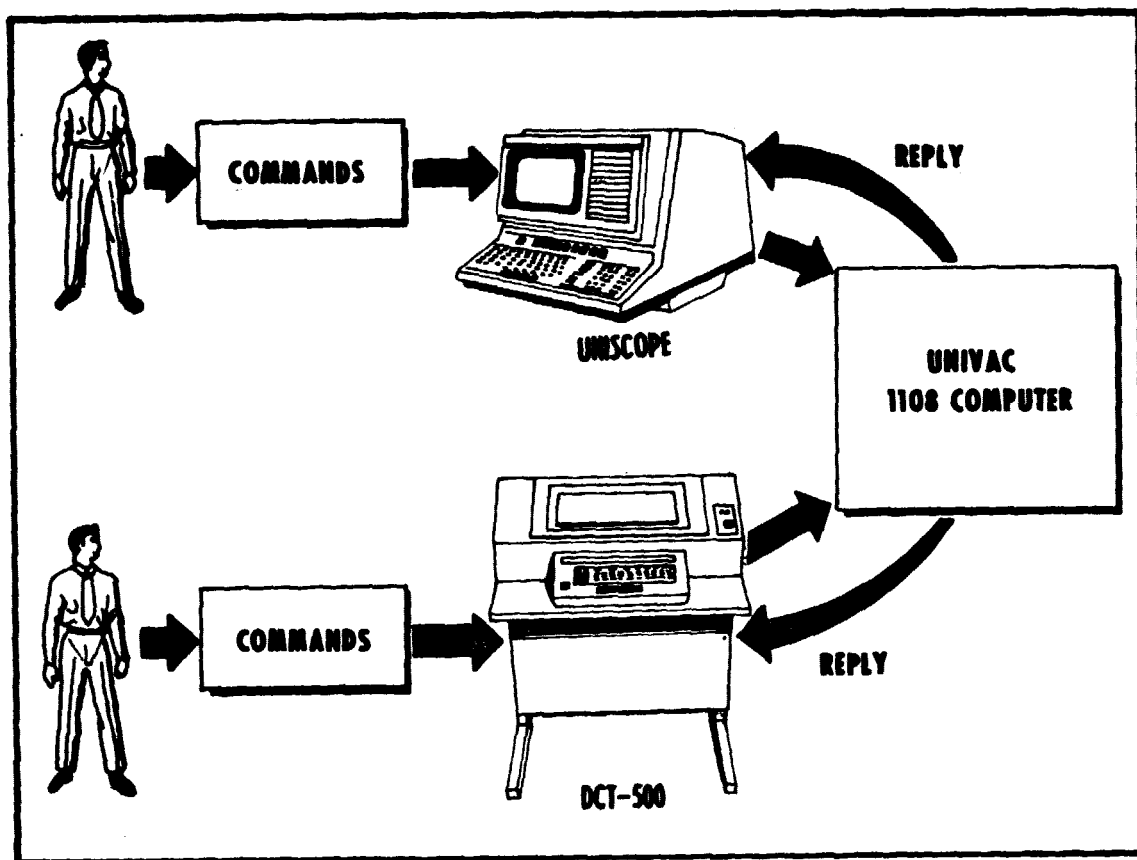 COMMANDS
REPLY
UNISCOPE
UNIVAC
1108 COMPUTER
COMMANDS
REPLY
DCT-500